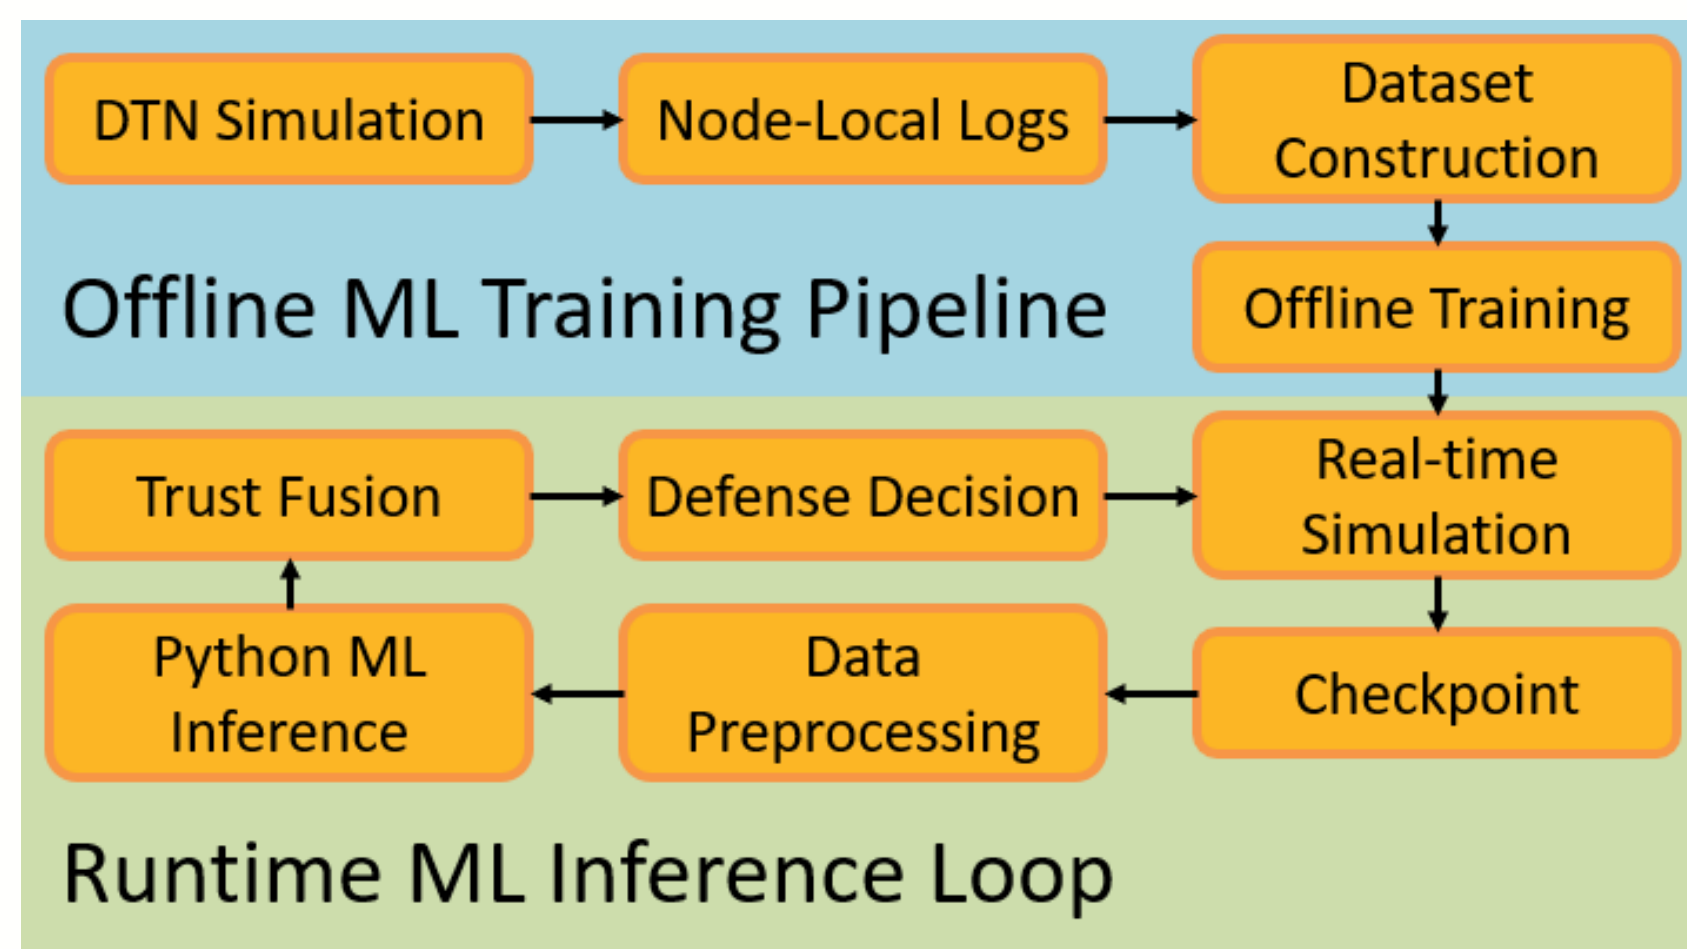 DTN Simulation
Node-Local Logs
Dataset
Construction
Offline ML Training Pipeline
Offline Training
Trust Fusion
Defense Decision
Real-time
Simulation
Python ML
Inference
Data
Preprocessing
Checkpoint
Runtime ML Inference Loop